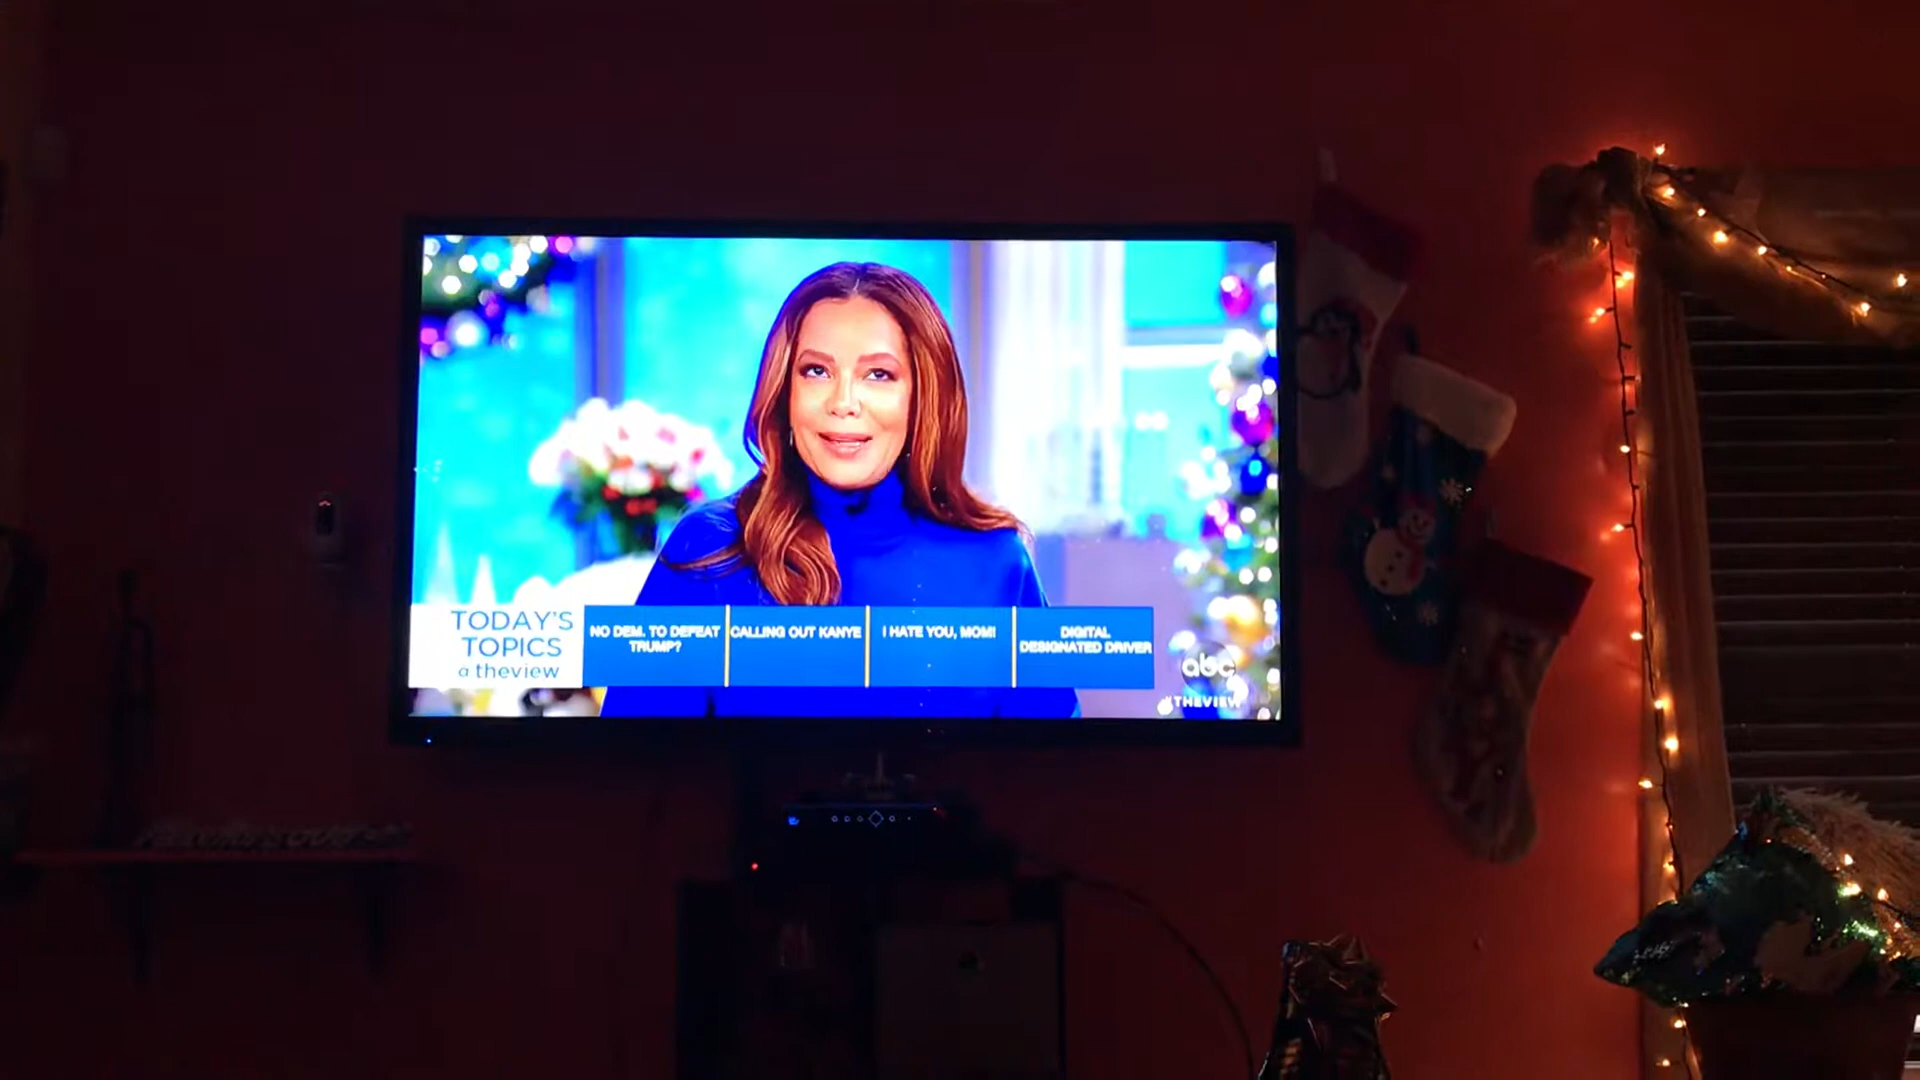 TODAY'S
TOPICS
a theview
NO DEM. TO DEFEAT
TRUMP?
CALLING OUT KANYE
I HATE YOU, MOM!
DIGITAL
DESIGNATED DRIVER
abc
#THEVIEW